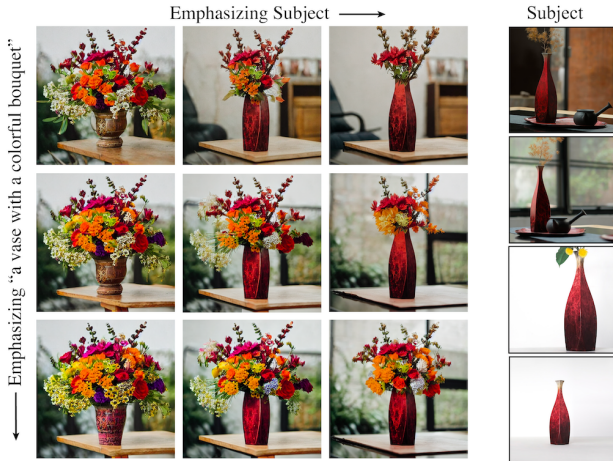 Emphasizing Subject
Subject
Emphasizing “a vase with a colorful bouquet”